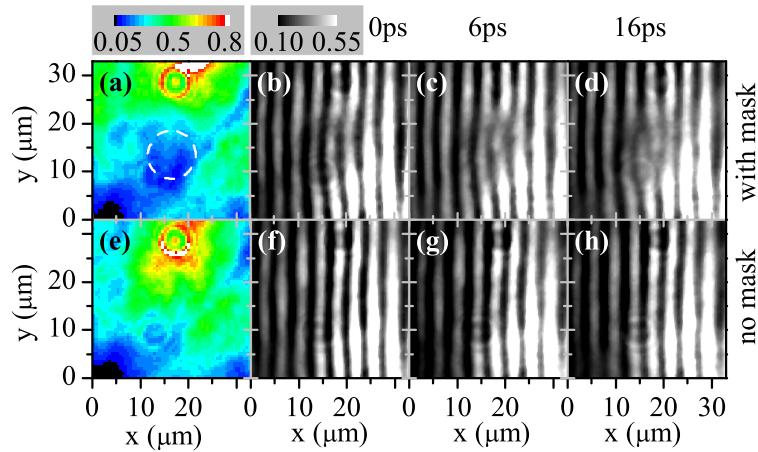 0.05 0.5 0.8 0.10 0.55 0ps 6ps 16ps
30 (a) (b) (c) (d)
20
10
0
y (μm)
with mask
(e) (f) (g) (h)
30
20
10
0
y (μm)
no mask
0 10 20 0 10 20 0 10 20 0 10 20 30
x (μm) x (μm) x (μm) x (μm)